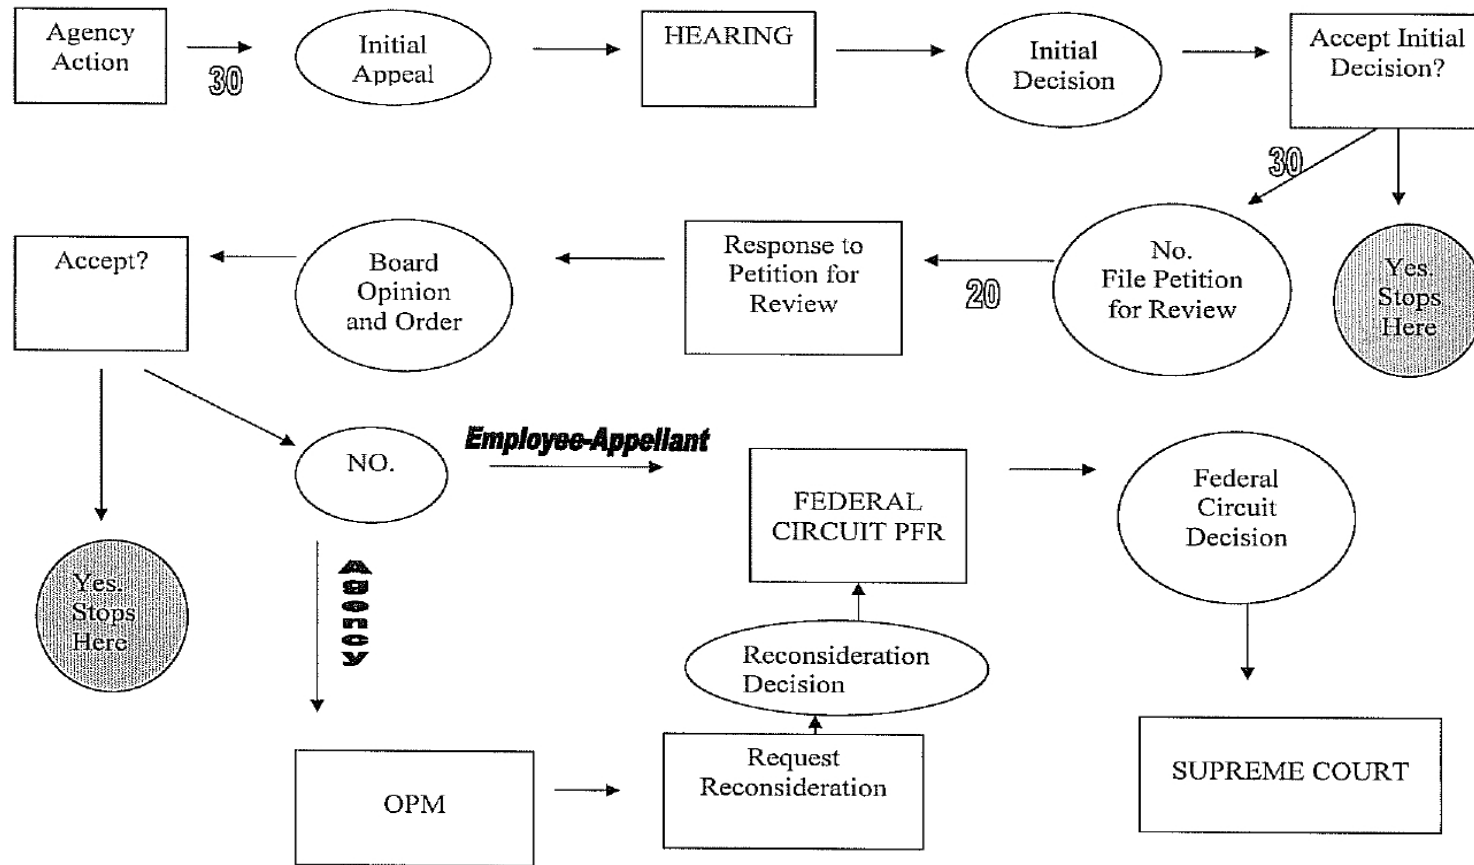 Agency
Action
30
Initial
Appeal
HEARING
Initial
Decision
Accept Initial
Decision?
30
Accept?
Board
Opinion
and Order
Response to
Petition for
Review
20
No.
File Petition
for Review
Yes.
Stops
Here
NO.
Employee-Appellant
FEDERAL
CIRCUIT PFR
Federal
Circuit
Decision
Yes.
Stops
Here
Agency
Reconsideration
Decision
OPM
Request
Reconsideration
SUPREME COURT